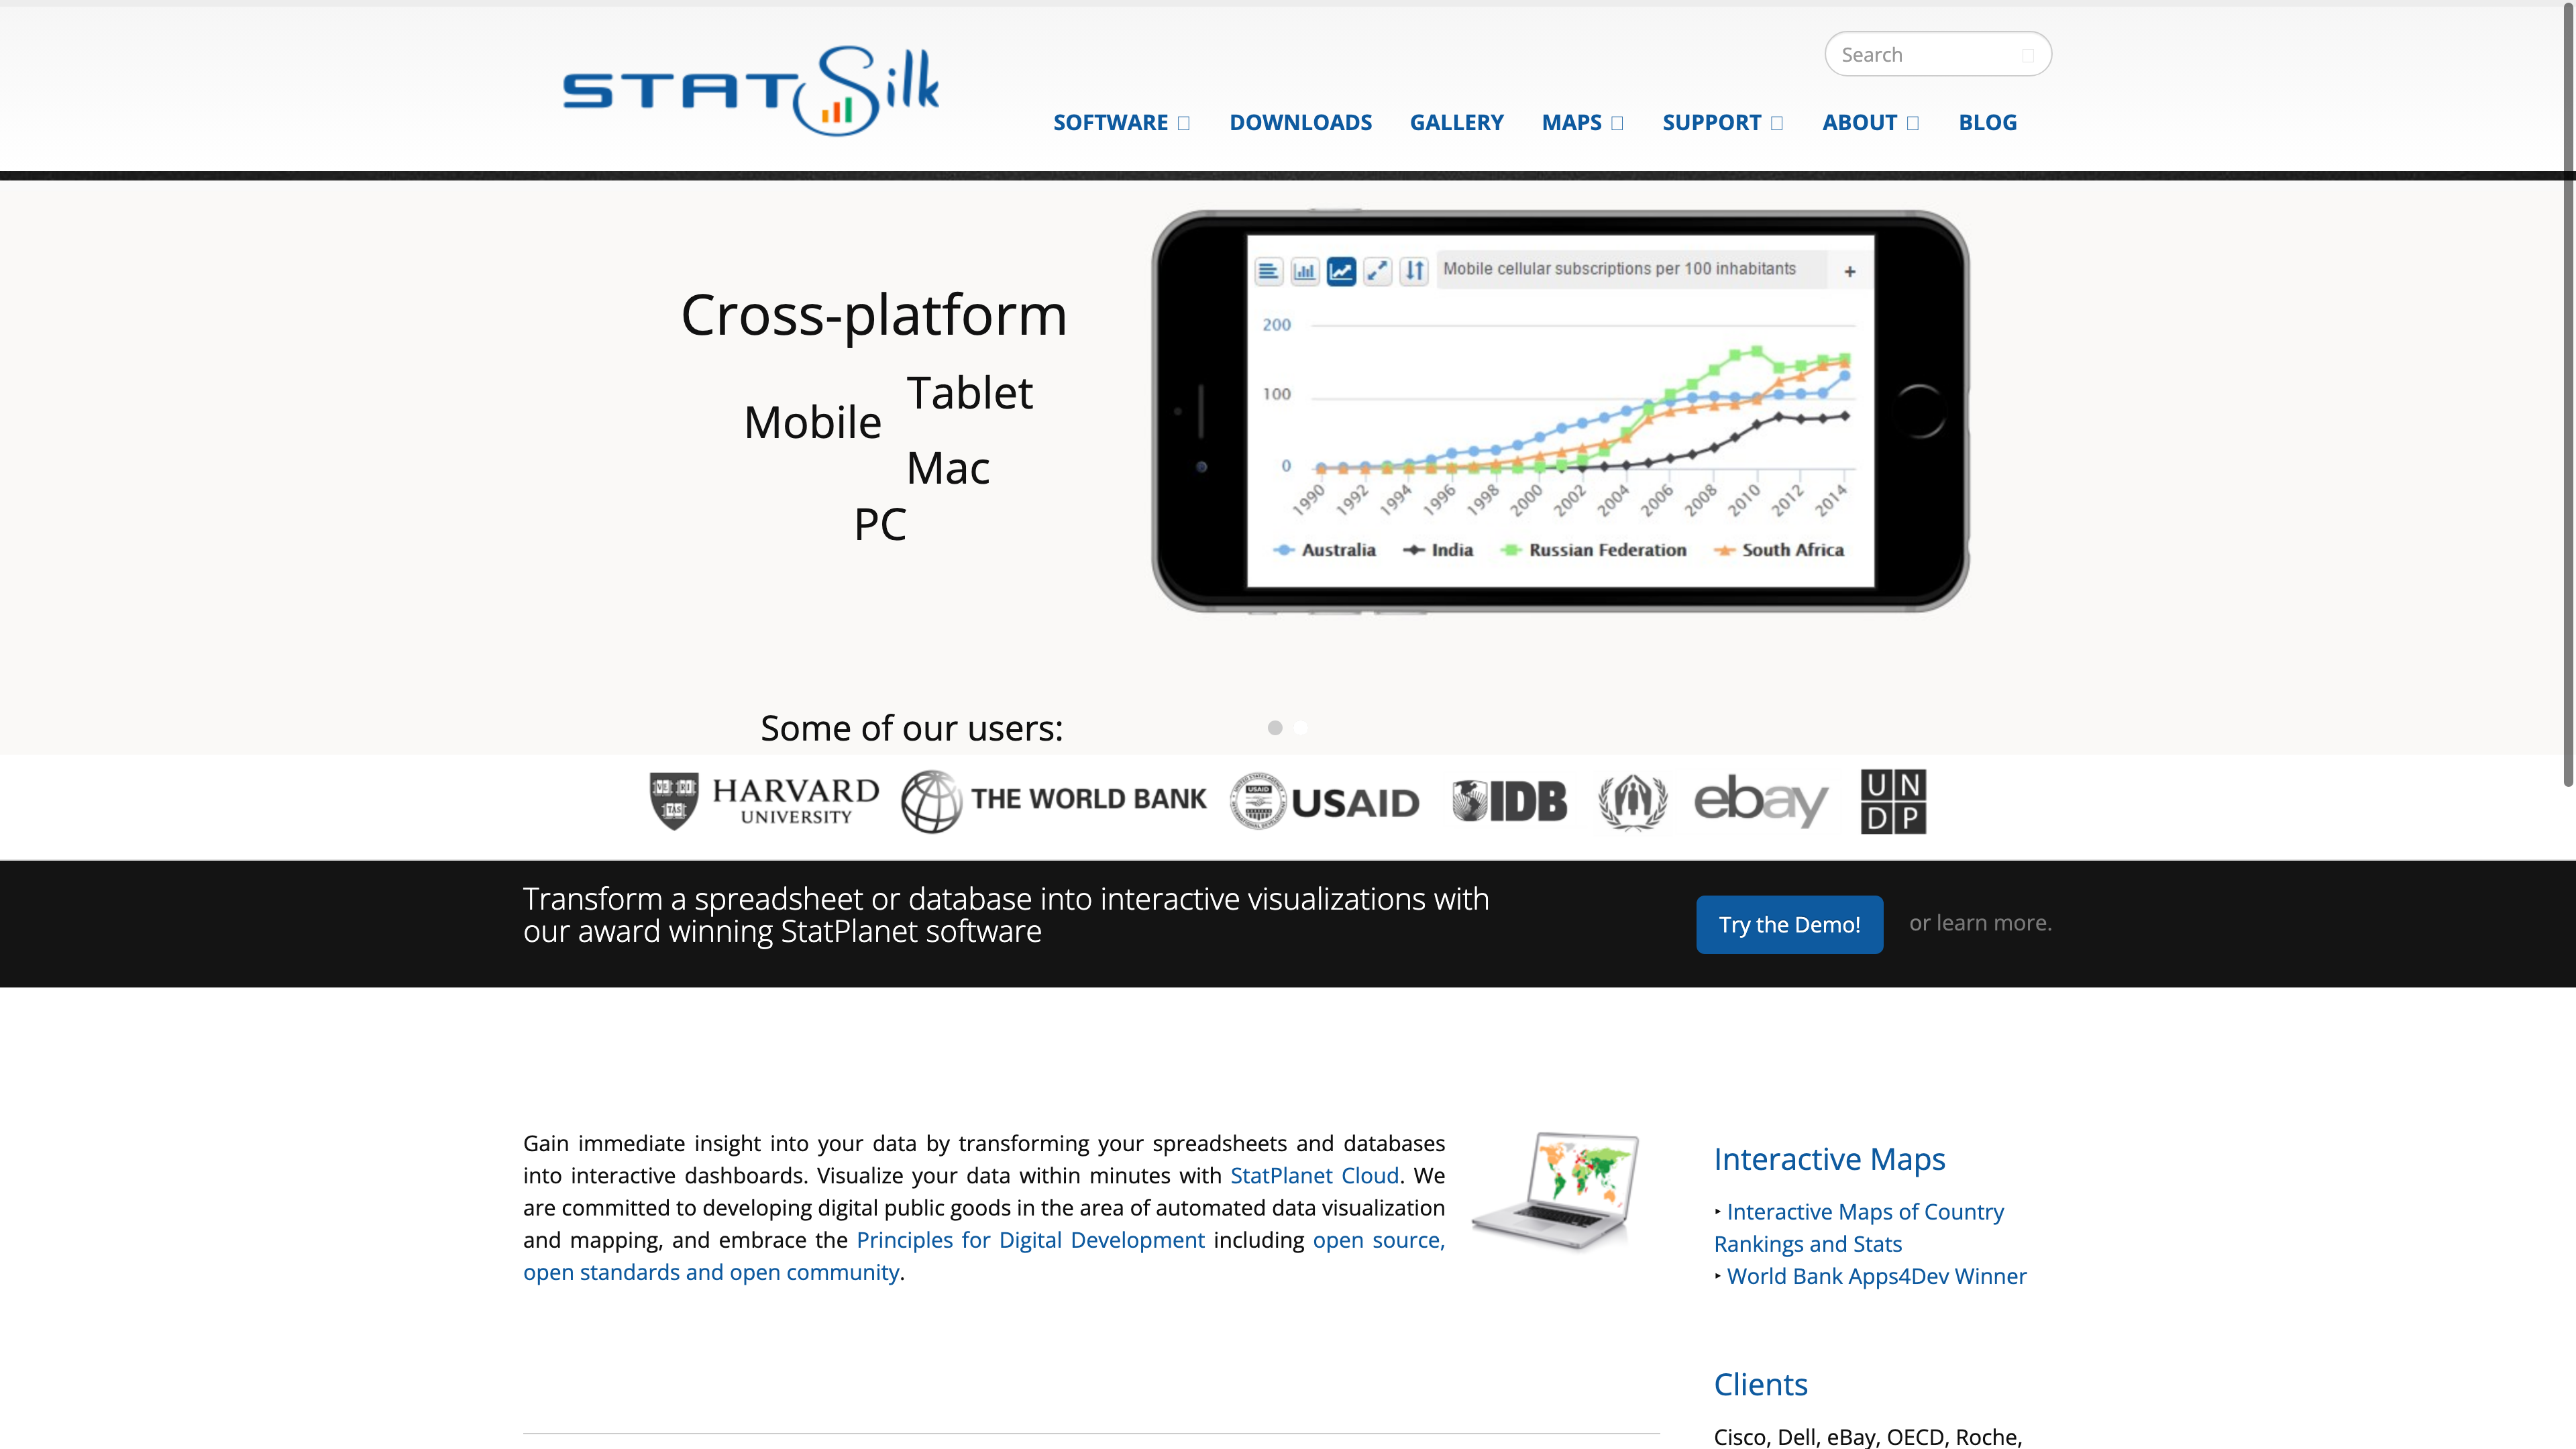 STAT Silk
Search
SOFTWARE
DOWNLOADS
GALLERY
MAPS
SUPPORT
ABOUT
BLOG
Cross-platform
Tablet
Mobile
Mac
PC
Mobile cellular subscriptions per 100 inhabitants +
200
100
0
1990 1992 1994 1996 1998 2000 2002 2004 2006 2008 2010 2012 2014
Australia India Russian Federation South Africa
Some of our users:
HARVARD
UNIVERSITY
THE WORLD BANK
USAID
USAID
IDB
ebay
UN
DP
Transform a spreadsheet or database into interactive visualizations with
our award winning StatPlanet software
Try the Demo!
or learn more.
Gain immediate insight into your data by transforming your spreadsheets and databases
into interactive dashboards. Visualize your data within minutes with StatPlanet Cloud. We
are committed to developing digital public goods in the area of automated data visualization
and mapping, and embrace the Principles for Digital Development including open source,
open standards and open community.
Interactive Maps
‣ Interactive Maps of Country
Rankings and Stats
‣ World Bank Apps4Dev Winner
Clients
Cisco, Dell, eBay, OECD, Roche,